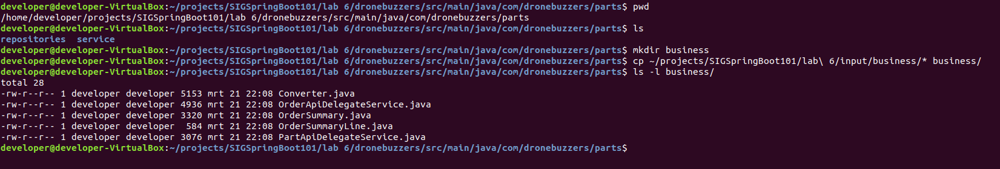 developer@developer-VirtualBox:~/projects/SIGSpringBoot101/lab 6/dronebuzzers/src/main/java/com/dronebuzzers/parts$ pwd
/home/developer/projects/SIGSpringBoot101/lab 6/dronebuzzers/src/main/java/com/dronebuzzers/parts
developer@developer-VirtualBox:~/projects/SIGSpringBoot101/lab 6/dronebuzzers/src/main/java/com/dronebuzzers/parts$ ls
repositories  service
developer@developer-VirtualBox:~/projects/SIGSpringBoot101/lab 6/dronebuzzers/src/main/java/com/dronebuzzers/parts$ mkdir business
developer@developer-VirtualBox:~/projects/SIGSpringBoot101/lab 6/dronebuzzers/src/main/java/com/dronebuzzers/parts$ cp ~/projects/SIGSpringBoot101/lab\ 6/input/business/* business/
developer@developer-VirtualBox:~/projects/SIGSpringBoot101/lab 6/dronebuzzers/src/main/java/com/dronebuzzers/parts$ ls -l business/
total 28
-rw-r--r-- 1 developer developer 5153 mrt 21 22:08 Converter.java
-rw-r--r-- 1 developer developer 4936 mrt 21 22:08 OrderApiDelegateService.java
-rw-r--r-- 1 developer developer 3320 mrt 21 22:08 OrderSummary.java
-rw-r--r-- 1 developer developer  584 mrt 21 22:08 OrderSummaryLine.java
-rw-r--r-- 1 developer developer 3076 mrt 21 22:08 PartApiDelegateService.java
developer@developer-VirtualBox:~/projects/SIGSpringBoot101/lab 6/dronebuzzers/src/main/java/com/dronebuzzers/parts$